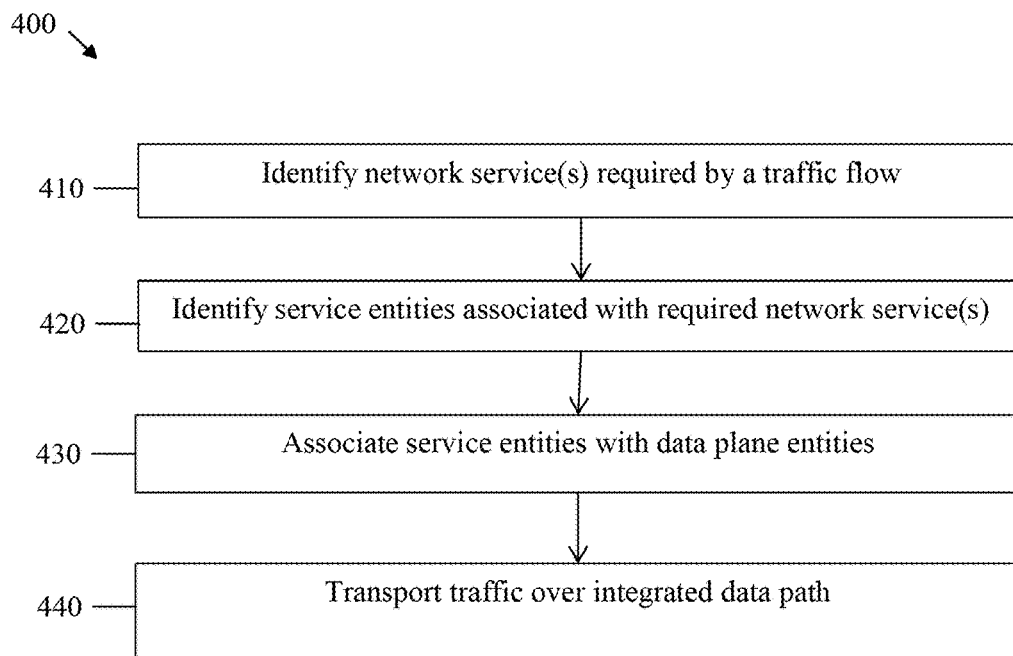 400
410
Identify network service(s) required by a traffic flow
420
Identify service entities associated with required network service(s)
430
Associate service entities with data plane entities
440
Transport traffic over integrated data path